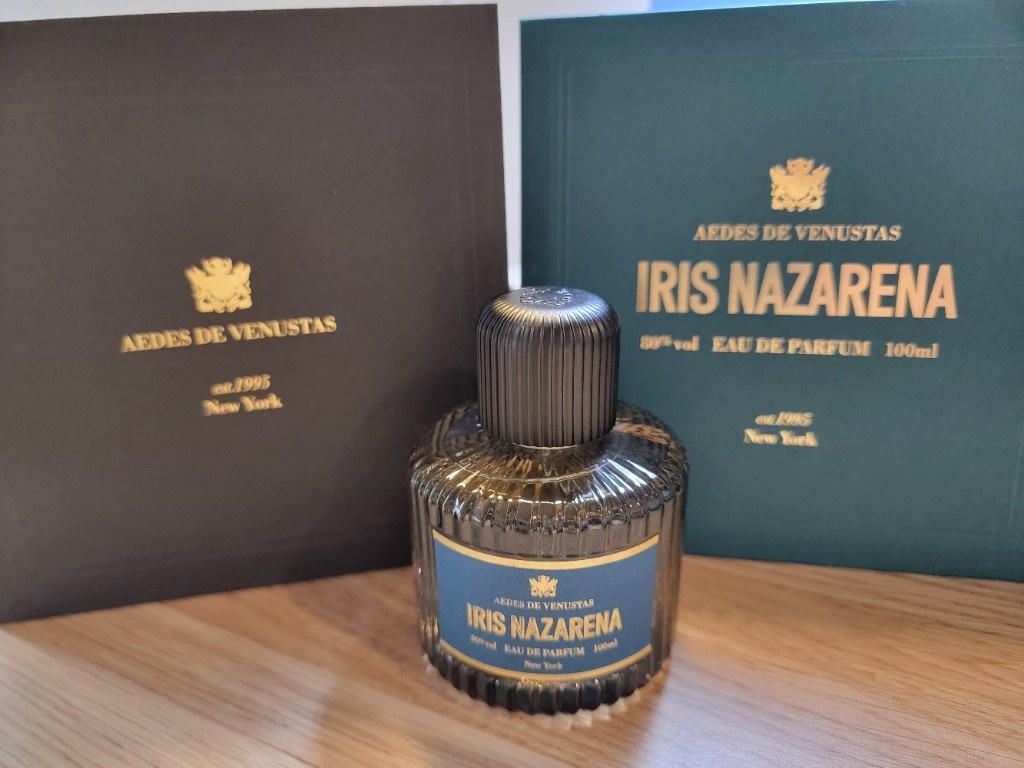 AEDES DE VENUSTAS
est.1995
New York
AEDES DE VENUSTAS
IRIS NAZARENA
80% vol EAU DE PARFUM 100ml
est.1995
New York
AEDES DE VENUSTAS
IRIS NAZARENA
80% vol EAU DE PARFUM 100ml
New York